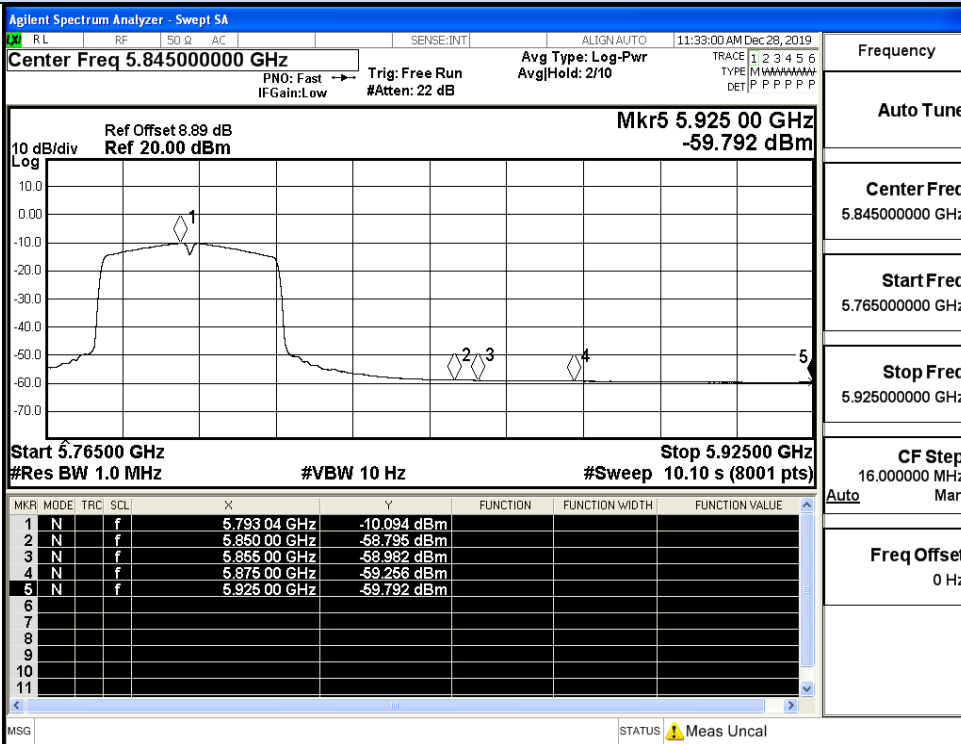 Agilent Spectrum Analyzer - Swept SA
LXI RL RF 50 Ω AC SENSE:INT ALIGN AUTO 11:33:00 AM Dec 28, 2019
Center Freq 5.845000000 GHz
PNO: Fast
IFGain:Low
Trig: Free Run
#Atten: 22 dB
Avg Type: Log-Pwr
Avg|Hold: 2/10
TRACE 1 2 3 4 5 6
TYPE M WWWWW
DET P P P P P P
Ref Offset 8.89 dB
10 dB/div Ref 20.00 dBm
Log
Mkr5 5.925 00 GHz
-59.792 dBm
10.0
0.00
-10.0
-20.0
-30.0
-40.0
-50.0
-60.0
-70.0
1
2
3
4
5
Start 5.76500 GHz Stop 5.92500 GHz
#Res BW 1.0 MHz #VBW 10 Hz #Sweep 10.10 s (8001 pts)
MKR MODE TRC SCL X Y FUNCTION FUNCTION WIDTH FUNCTION VALUE
1 N f 5.793 04 GHz -10.094 dBm
2 N f 5.850 00 GHz -58.795 dBm
3 N f 5.855 00 GHz -58.982 dBm
4 N f 5.875 00 GHz -59.256 dBm
5 N f 5.925 00 GHz -59.792 dBm
6
7
8
9
10
11
MSG STATUS Meas Uncal
Frequency
Auto Tune
Center Freq
5.845000000 GHz
Start Freq
5.765000000 GHz
Stop Freq
5.925000000 GHz
CF Step
16.000000 MHz
Auto Man
Freq Offset
0 Hz